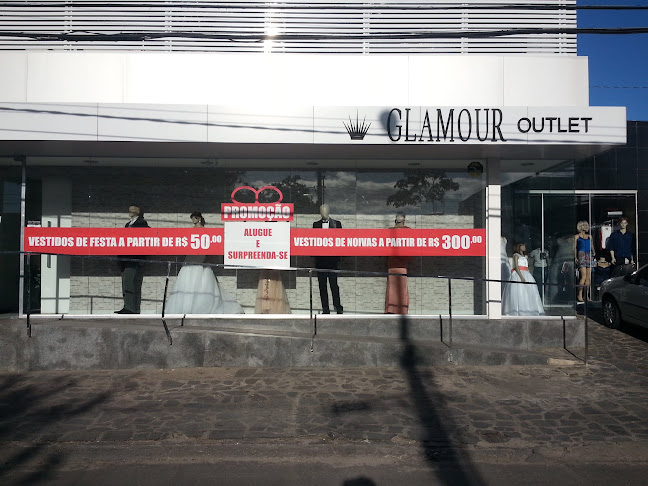 GLAMOUR OUTLET
PROMOÇÃO
VESTIDOS DE FESTA A PARTIR DE R$ 50,00
ALUGUE
E
SURPREENDA-SE
VESTIDOS DE NOIVAS A PARTIR DE R$ 300,00